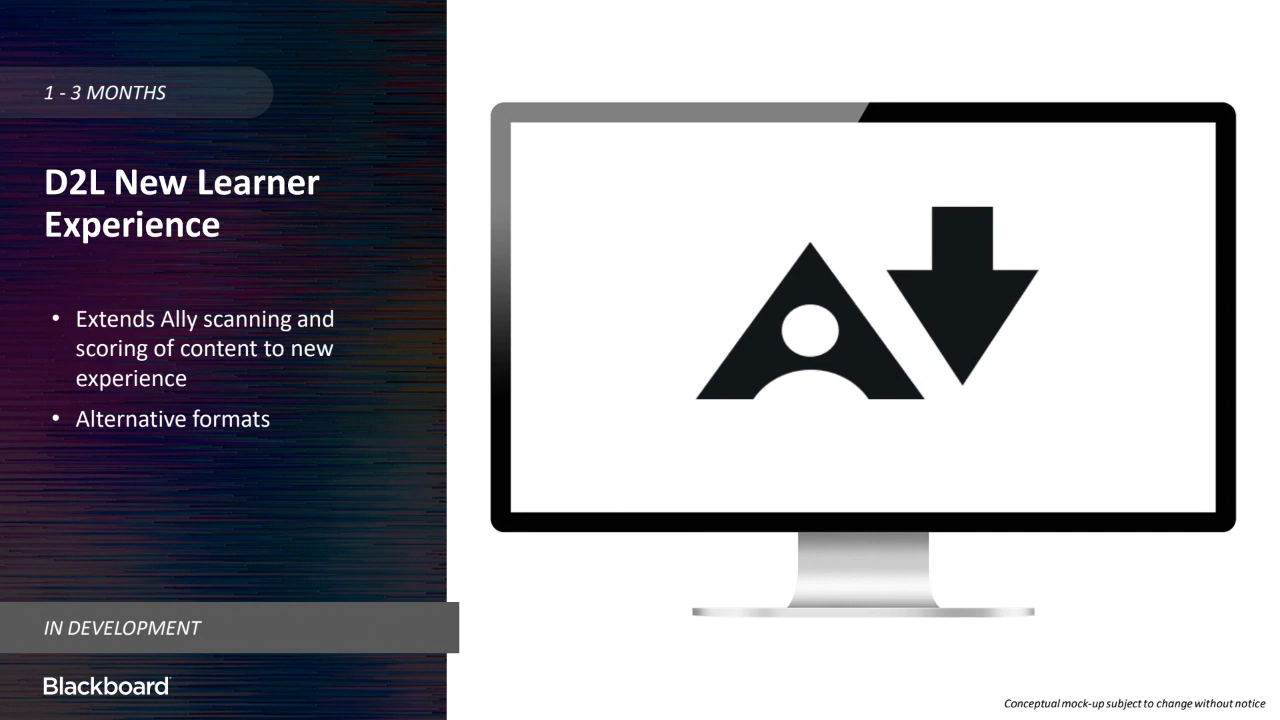 1 - 3 MONTHS
D2L New Learner
Experience
• Extends Ally scanning and
scoring of content to new
experience
• Alternative formats
IN DEVELOPMENT
Blackboard
Conceptual mock-up subject to change without notice